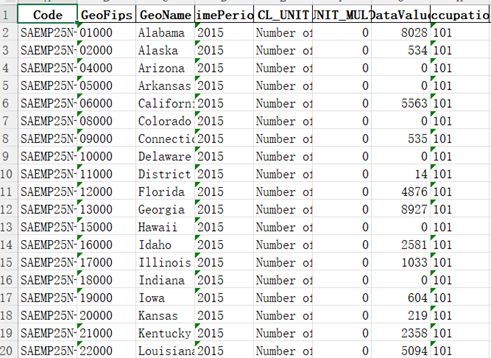 1 Code GeoFips GeoName imePerio CL_UNIT UNIT_MUL DataValue ccupatio
2 SAEMP25N- 01000 Alabama 2015 Number of 0 8028 101
3 SAEMP25N- 02000 Alaska 2015 Number of 0 534 101
4 SAEMP25N- 04000 Arizona 2015 Number of 0 0 101
5 SAEMP25N- 05000 Arkansas 2015 Number of 0 0 101
6 SAEMP25N- 06000 Californ 2015 Number of 0 5563 101
7 SAEMP25N- 08000 Colorado 2015 Number of 0 0 101
8 SAEMP25N- 09000 Connectic 2015 Number of 0 535 101
9 SAEMP25N- 10000 Delaware 2015 Number of 0 0 101
10 SAEMP25N- 11000 District 2015 Number of 0 14 101
11 SAEMP25N- 12000 Florida 2015 Number of 0 4876 101
12 SAEMP25N- 13000 Georgia 2015 Number of 0 8927 101
13 SAEMP25N- 15000 Hawaii 2015 Number of 0 0 101
14 SAEMP25N- 16000 Idaho 2015 Number of 0 2581 101
15 SAEMP25N- 17000 Illinois 2015 Number of 0 1033 101
16 SAEMP25N- 18000 Indiana 2015 Number of 0 0 101
17 SAEMP25N- 19000 Iowa 2015 Number of 0 604 101
18 SAEMP25N- 20000 Kansas 2015 Number of 0 219 101
19 SAEMP25N- 21000 Kentucky 2015 Number of 0 2358 101
20 SAEMP25N- 22000 Louisiana 2015 Number of 0 5094 101